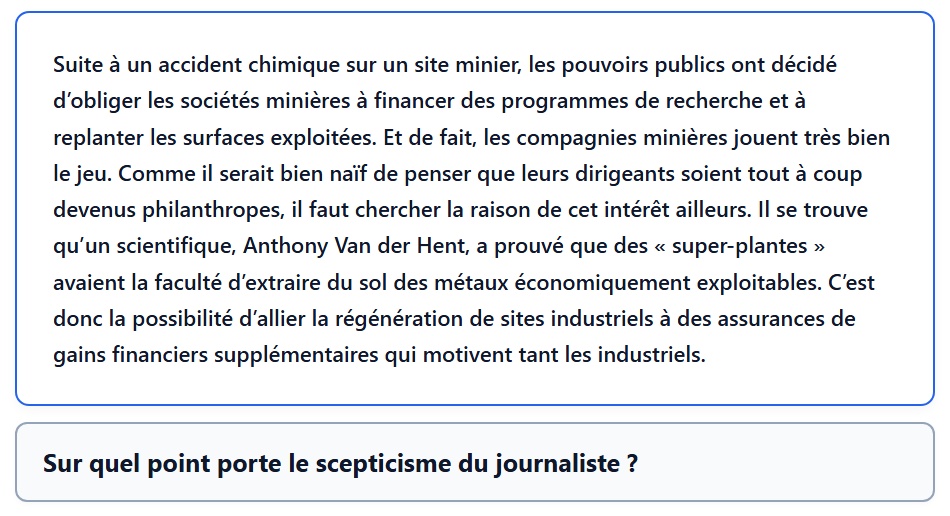 Suite à un accident chimique sur un site minier, les pouvoirs publics ont décidé
d’obliger les sociétés minières à financer des programmes de recherche et à
replanter les surfaces exploitées. Et de fait, les compagnies minières jouent très bien
le jeu. Comme il serait bien naïf de penser que leurs dirigeants soient tout à coup
devenus philanthropes, il faut chercher la raison de cet intérêt ailleurs. Il se trouve
qu’un scientifique, Anthony Van der Hent, a prouvé que des « super-plantes »
avaient la faculté d’extraire du sol des métaux économiquement exploitables. C’est
donc la possibilité d’allier la régénération de sites industriels à des assurances de
gains financiers supplémentaires qui motivent tant les industriels.
Sur quel point porte le scepticisme du journaliste ?